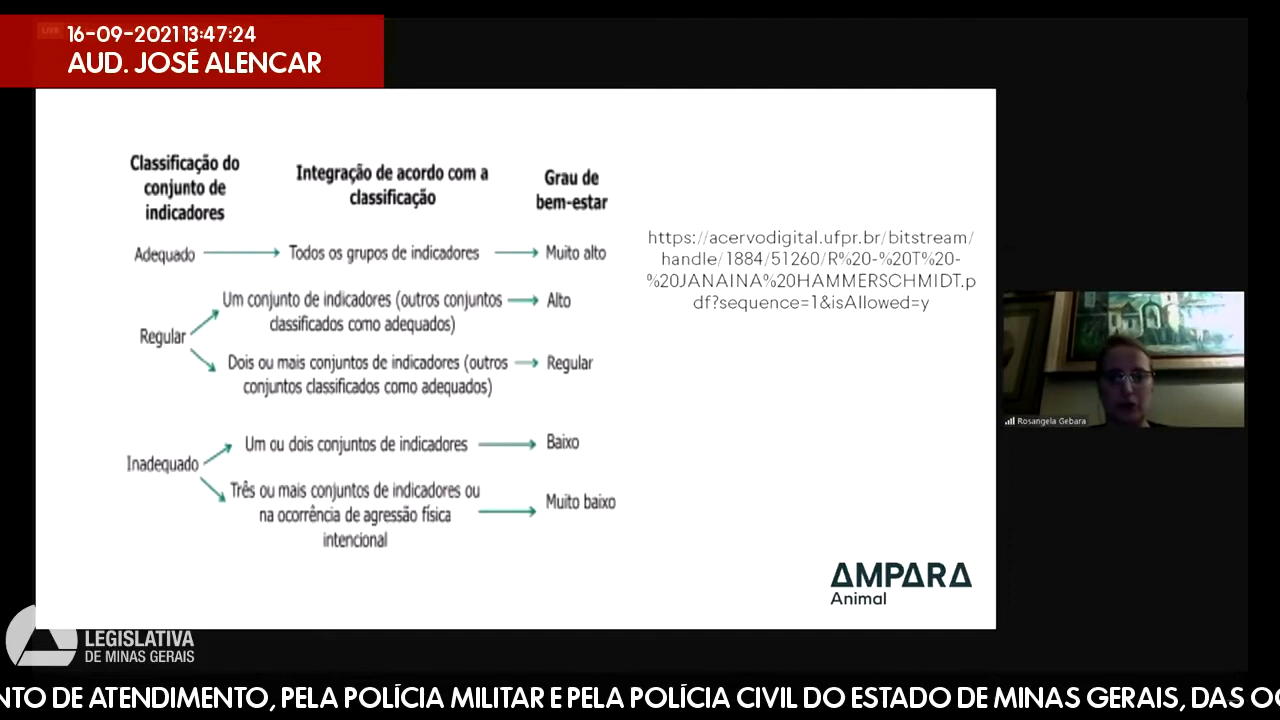 LIVE
16-09-2021 13:47:24
AUD. JOSÉ ALENCAR
Classificação do
conjunto de
indicadores
Integração de acordo com a
classificação
Grau de
bem-estar
Adequado
Todos os grupos de indicadores
Muito alto
Regular
Um conjunto de indicadores (outros conjuntos
classificados como adequados)
Alto
Dois ou mais conjuntos de indicadores (outros
conjuntos classificados como adequados)
Regular
Inadequado
Um ou dois conjuntos de indicadores
Baixo
Três ou mais conjuntos de indicadores ou
na ocorrência de agressão física
intencional
Muito baixo
https://acervodigital.ufpr.br/bitstream/
handle/1884/51260/R%20-%20T%20-
%20JANAINA%20HAMMERSCHMIDT.p
df?sequence=1&isAllowed=y
Rosangela Gebara
AMPARA
Animal
LEGISLATIVA
DE MINAS GERAIS
NTO DE ATENDIMENTO, PELA POLÍCIA MILITAR E PELA POLÍCIA CIVIL DO ESTADO DE MINAS GERAIS, DAS OC